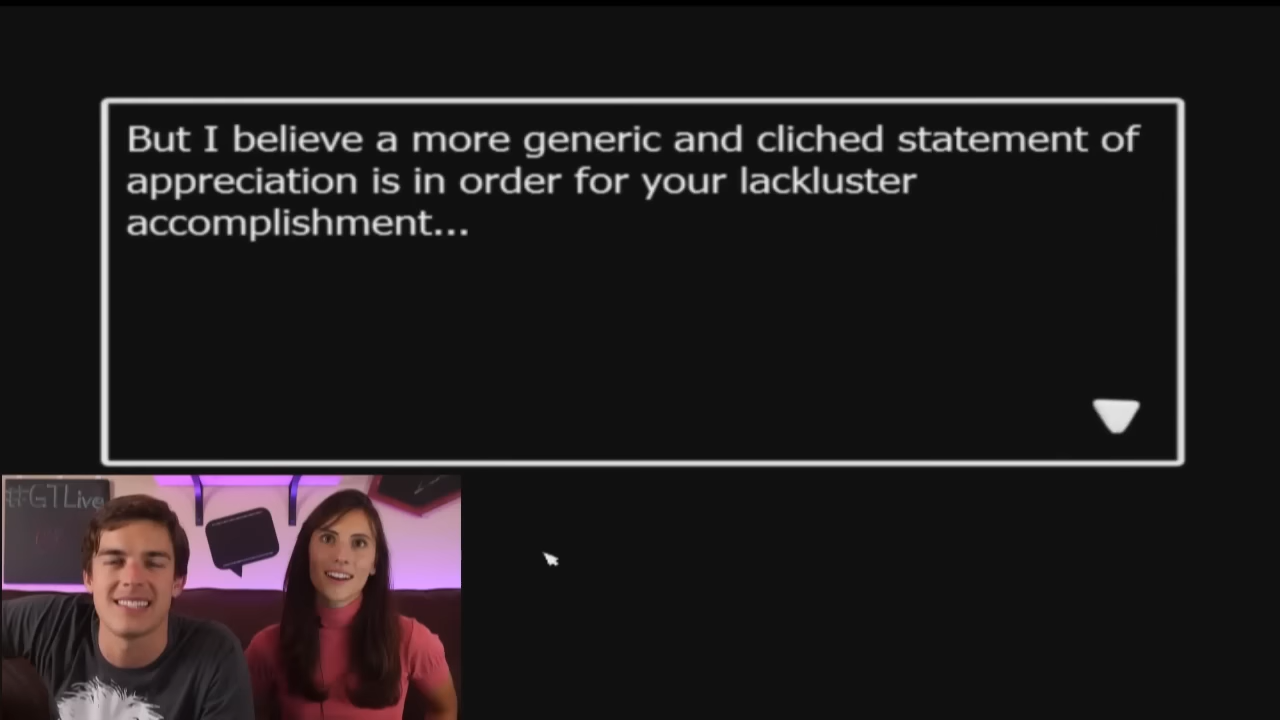 But I believe a more generic and cliched statement of
appreciation is in order for your lackluster
accomplishment...
#GTLive